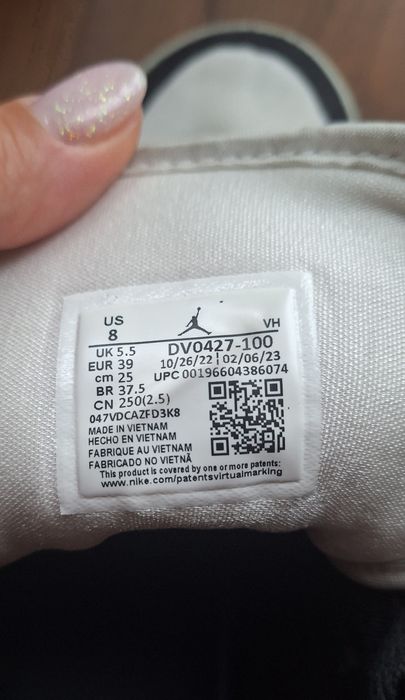 US
8
VH
UK 5.5
DV0427-100
EUR 39
10/26/22 | 02/06/23
cm 25
UPC 00196604386074
BR 37.5
CN 250(2.5)
047VDCAZFD3K8
MADE IN VIETNAM
HECHO EN VIETNAM
FABRIQUE AU VIETNAM
FABRICADO NO VIETNÃ
This product is covered by one or more patents:
www.nike.com/patentsvirtualmarking